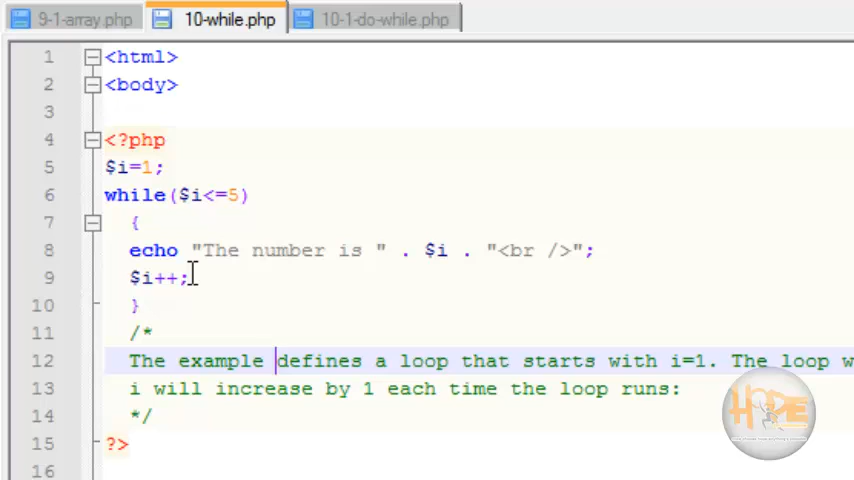 9-1-array.php 10-while.php 10-1-do-while.php
1 <html>
2 <body>
3
4 <?php
5 $i=1;
6 while($i<=5)
7 {
8 echo "The number is " . $i . "<br />";
9 $i++;
10 }
11 /*
12 The example defines a loop that starts with i=1. The loop w
13 i will increase by 1 each time the loop runs:
14 */
15 ?>
16
HOPE